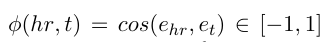 ϕ(hr, t) = cos(e_{hr}, e_t) ∈ [−1, 1]